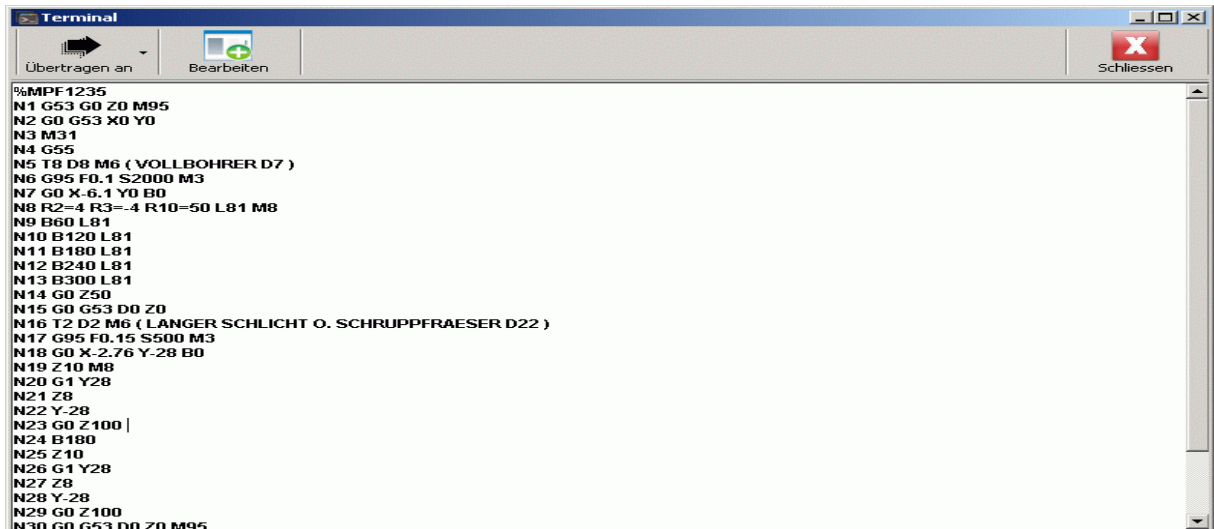 Terminal
Übertragen an
Bearbeiten
Schliessen
%MPF1235
N1 G53 G0 Z0 M95
N2 G0 G53 X0 Y0
N3 M31
N4 G55
N5 T8 D8 M6 ( VOLLBOHRER D7 )
N6 G95 F0.1 S2000 M3
N7 G0 X-6.1 Y0 B0
N8 R2=4 R3=-4 R10=50 L81 M8
N9 B60 L81
N10 B120 L81
N11 B180 L81
N12 B240 L81
N13 B300 L81
N14 G0 Z50
N15 G0 G53 D0 Z0
N16 T2 D2 M6 ( LANGER SCHLICHT O. SCHRUPPFRAESER D22 )
N17 G95 F0.15 S500 M3
N18 G0 X-2.76 Y-28 B0
N19 Z10 M8
N20 G1 Y28
N21 Z8
N22 Y-28
N23 G0 Z100
N24 B180
N25 Z10
N26 G1 Y28
N27 Z8
N28 Y-28
N29 G0 Z100
N30 G0 G53 D0 Z0 M95